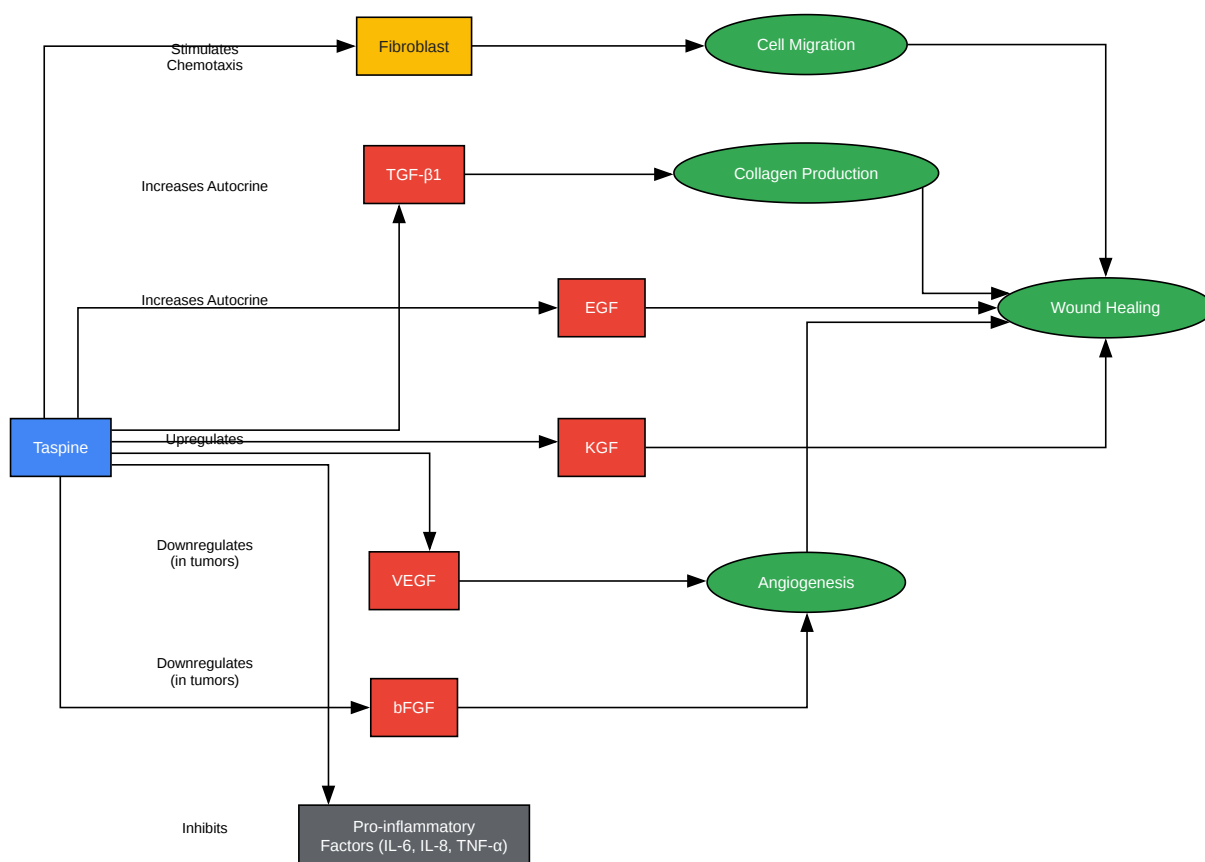 Stimulates
Chemotaxis
Fibroblast
Cell Migration
Increases Autocrine
TGF-β1
Collagen Production
Increases Autocrine
EGF
Wound Healing
Taspine
Upregulates
KGF
Downregulates
(in tumors)
VEGF
Angiogenesis
Downregulates
(in tumors)
bFGF
Inhibits
Pro-inflammatory
Factors (IL-6, IL-8, TNF-α)